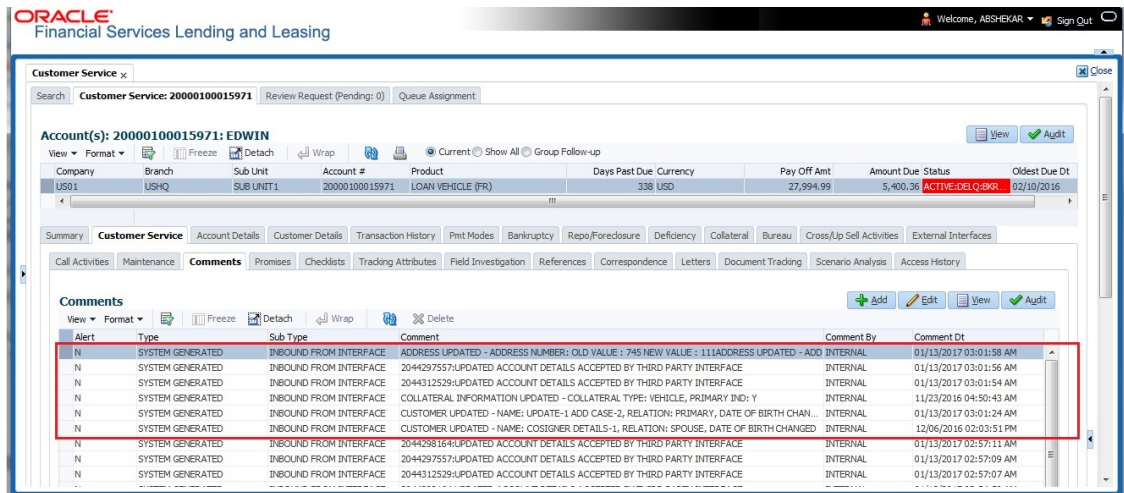 ORACLE
Financial Services Lending and Leasing
Welcome, ABSHEKAR Sign Out
Customer Service x
Close
Search Customer Service: 20000100015971 Review Request (Pending: 0) Queue Assignment
Account(s): 20000100015971: EDWIN
View Audit
View Format Freeze Detach Wrap Current Show All Group Follow-up
Company Branch Sub Unit Account # Product Days Past Due Currency Pay Off Amt Amount Due Status Oldest Due Dt
US01 USHQ SUB UNIT1 20000100015971 LOAN VEHICLE (FR) 338 USD 27,994.99 5,400.36 ACTIVE:DELQ:BKR... 02/10/2016
Summary Customer Service Account Details Customer Details Transaction History Pmt Modes Bankruptcy Repo/Foreclosure Deficiency Collateral Bureau Cross/Up Sell Activities External Interfaces
Call Activities Maintenance Comments Promises Checklists Tracking Attributes Field Investigation References Correspondence Letters Document Tracking Scenario Analysis Access History
Comments
Add Edit View Audit
View Format Freeze Detach Wrap Delete
Alert Type Sub Type Comment Comment By Comment Dt
N SYSTEM GENERATED INBOUND FROM INTERFACE ADDRESS UPDATED - ADDRESS NUMBER: OLD VALUE : 745 NEW VALUE : 111ADDRESS UPDATED - ADD INTERNAL 01/13/2017 03:01:58 AM
N SYSTEM GENERATED INBOUND FROM INTERFACE 2044297557:UPDATED ACCOUNT DETAILS ACCEPTED BY THIRD PARTY INTERFACE INTERNAL 01/13/2017 03:01:56 AM
N SYSTEM GENERATED INBOUND FROM INTERFACE 2044312529:UPDATED ACCOUNT DETAILS ACCEPTED BY THIRD PARTY INTERFACE INTERNAL 01/13/2017 03:01:54 AM
N SYSTEM GENERATED INBOUND FROM INTERFACE COLLATERAL INFORMATION UPDATED - COLLATERAL TYPE: VEHICLE, PRIMARY IND: Y INTERNAL 11/23/2016 04:50:43 AM
N SYSTEM GENERATED INBOUND FROM INTERFACE CUSTOMER UPDATED - NAME: UPDATE-1 ADD CASE-2, RELATION: PRIMARY, DATE OF BIRTH CHAN... INTERNAL 01/13/2017 03:01:24 AM
N SYSTEM GENERATED INBOUND FROM INTERFACE CUSTOMER UPDATED - NAME: COSIGNER DETAILS-1, RELATION: SPOUSE, DATE OF BIRTH CHANGED INTERNAL 12/06/2016 02:03:51 PM
N SYSTEM GENERATED INBOUND FROM INTERFACE 2044298164:UPDATED ACCOUNT DETAILS ACCEPTED BY THIRD PARTY INTERFACE INTERNAL 01/13/2017 02:57:11 AM
N SYSTEM GENERATED INBOUND FROM INTERFACE 2044297557:UPDATED ACCOUNT DETAILS ACCEPTED BY THIRD PARTY INTERFACE INTERNAL 01/13/2017 02:57:09 AM
N SYSTEM GENERATED INBOUND FROM INTERFACE 2044312529:UPDATED ACCOUNT DETAILS ACCEPTED BY THIRD PARTY INTERFACE INTERNAL 01/13/2017 02:57:07 AM